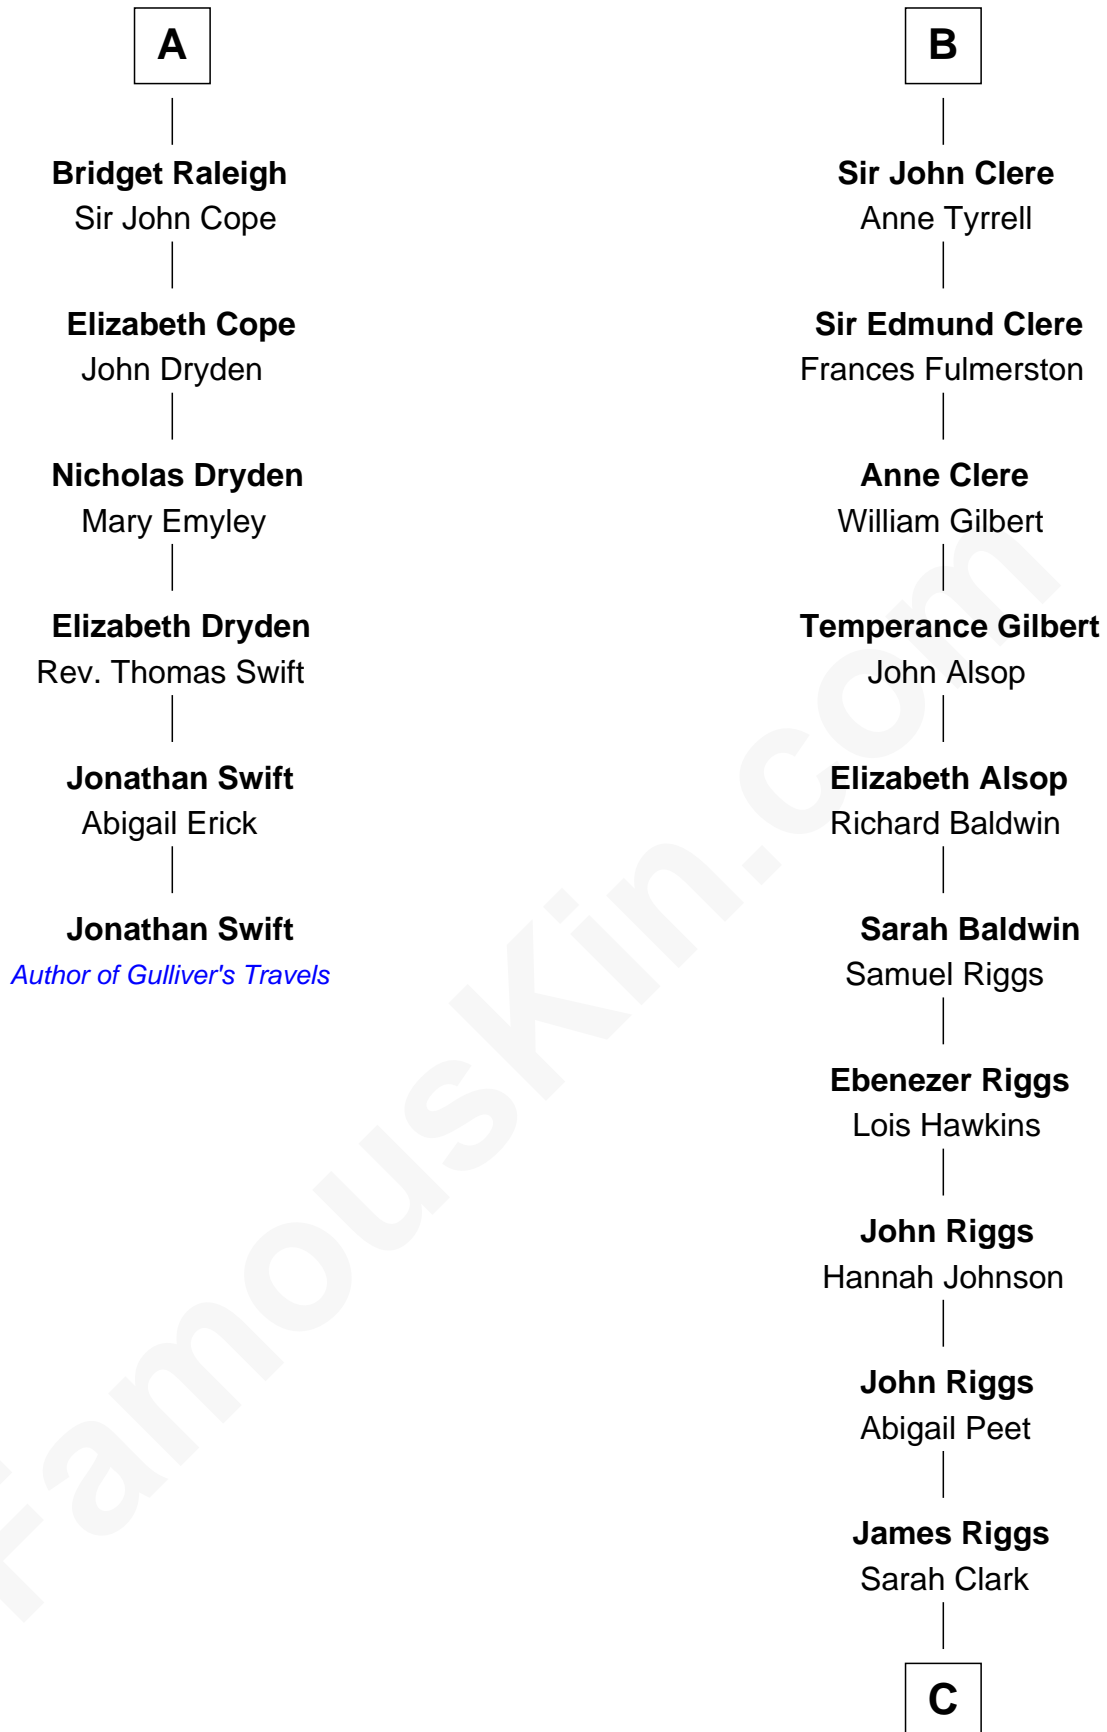 A
Bridget Raleigh
Sir John Cope
Elizabeth Cope
John Dryden
Nicholas Dryden
Mary Emyley
Elizabeth Dryden
Rev. Thomas Swift
Jonathan Swift
Abigail Erick
Jonathan Swift
Author of Gulliver's Travels
B
Sir John Clere
Anne Tyrrell
Sir Edmund Clere
Frances Fulmerston
Anne Clere
William Gilbert
Temperance Gilbert
John Alsop
Elizabeth Alsop
Richard Baldwin
Sarah Baldwin
Samuel Riggs
Ebenezer Riggs
Lois Hawkins
John Riggs
Hannah Johnson
John Riggs
Abigail Peet
James Riggs
Sarah Clark
C
FamousKin.com